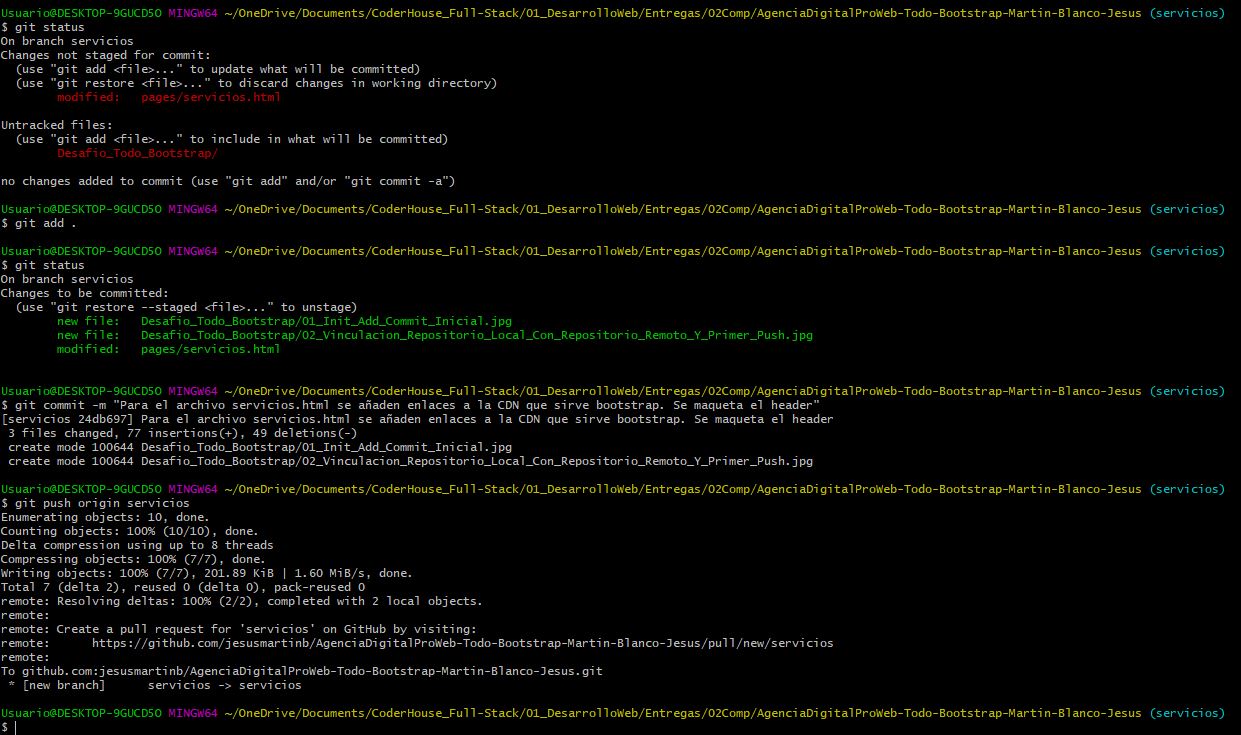 Usuario@DESKTOP-9GUCD5O MINGW64 ~/OneDrive/Documents/CoderHouse_Full-Stack/01_DesarrolloWeb/Entregas/02Comp/AgenciaDigitalProWeb-Todo-Bootstrap-Martin-Blanco-Jesus (servicios)
$ git status
On branch servicios
Changes not staged for commit:
  (use "git add <file>..." to update what will be committed)
  (use "git restore <file>..." to discard changes in working directory)
        modified:   pages/servicios.html

Untracked files:
  (use "git add <file>..." to include in what will be committed)
        Desafio_Todo_Bootstrap/

no changes added to commit (use "git add" and/or "git commit -a")

Usuario@DESKTOP-9GUCD5O MINGW64 ~/OneDrive/Documents/CoderHouse_Full-Stack/01_DesarrolloWeb/Entregas/02Comp/AgenciaDigitalProWeb-Todo-Bootstrap-Martin-Blanco-Jesus (servicios)
$ git add .

Usuario@DESKTOP-9GUCD5O MINGW64 ~/OneDrive/Documents/CoderHouse_Full-Stack/01_DesarrolloWeb/Entregas/02Comp/AgenciaDigitalProWeb-Todo-Bootstrap-Martin-Blanco-Jesus (servicios)
$ git status
On branch servicios
Changes to be committed:
  (use "git restore --staged <file>..." to unstage)
        new file:   Desafio_Todo_Bootstrap/01_Init_Add_Commit_Inicial.jpg
        new file:   Desafio_Todo_Bootstrap/02_Vinculacion_Repositorio_Local_Con_Repositorio_Remoto_Y_Primer_Push.jpg
        modified:   pages/servicios.html

Usuario@DESKTOP-9GUCD5O MINGW64 ~/OneDrive/Documents/CoderHouse_Full-Stack/01_DesarrolloWeb/Entregas/02Comp/AgenciaDigitalProWeb-Todo-Bootstrap-Martin-Blanco-Jesus (servicios)
$ git commit -m "Para el archivo servicios.html se añaden enlaces a la CDN que sirve bootstrap. Se maqueta el header"
[servicios 24db697] Para el archivo servicios.html se añaden enlaces a la CDN que sirve bootstrap. Se maqueta el header
 3 files changed, 77 insertions(+), 49 deletions(-)
 create mode 100644 Desafio_Todo_Bootstrap/01_Init_Add_Commit_Inicial.jpg
 create mode 100644 Desafio_Todo_Bootstrap/02_Vinculacion_Repositorio_Local_Con_Repositorio_Remoto_Y_Primer_Push.jpg

Usuario@DESKTOP-9GUCD5O MINGW64 ~/OneDrive/Documents/CoderHouse_Full-Stack/01_DesarrolloWeb/Entregas/02Comp/AgenciaDigitalProWeb-Todo-Bootstrap-Martin-Blanco-Jesus (servicios)
$ git push origin servicios
Enumerating objects: 10, done.
Counting objects: 100% (10/10), done.
Delta compression using up to 8 threads
Compressing objects: 100% (7/7), done.
Writing objects: 100% (7/7), 201.89 KiB | 1.60 MiB/s, done.
Total 7 (delta 2), reused 0 (delta 0), pack-reused 0
remote: Resolving deltas: 100% (2/2), completed with 2 local objects.
remote:
remote: Create a pull request for 'servicios' on GitHub by visiting:
remote:      https://github.com/jesusmartinb/AgenciaDigitalProWeb-Todo-Bootstrap-Martin-Blanco-Jesus/pull/new/servicios
remote:
To github.com:jesusmartinb/AgenciaDigitalProWeb-Todo-Bootstrap-Martin-Blanco-Jesus.git
 * [new branch]      servicios -> servicios

Usuario@DESKTOP-9GUCD5O MINGW64 ~/OneDrive/Documents/CoderHouse_Full-Stack/01_DesarrolloWeb/Entregas/02Comp/AgenciaDigitalProWeb-Todo-Bootstrap-Martin-Blanco-Jesus (servicios)
$